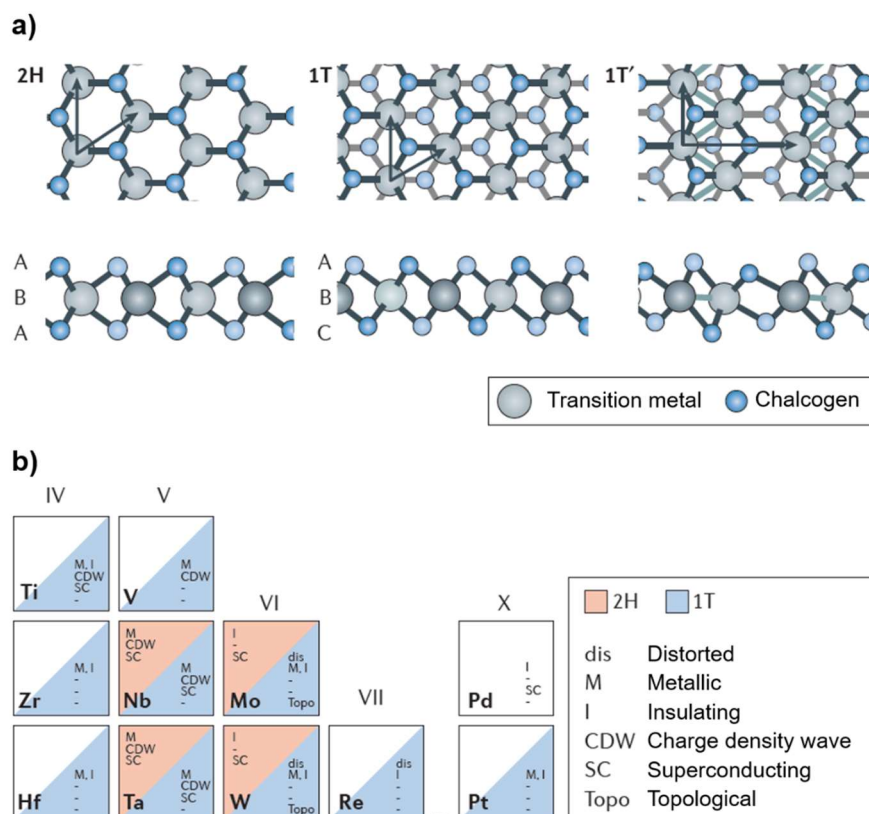 a)
2H
1T
1T′
A
B
A
A
B
C
Transition metal
Chalcogen
b)
IV
V
M, I
CDW
SC
-
Ti
M
CDW
-
-
V
VI
X
M, I
-
-
-
Zr
M
CDW
SC
M
CDW
SC
-
Nb
I
-
SC
dis
M, I
-
-
Topo
Mo
VII
I
-
SC
-
Pd
M, I
-
-
-
Hf
M
CDW
SC
M
CDW
SC
-
Ta
I
-
SC
dis
M, I
-
-
Topo
W
dis
I
-
-
-
Re
M, I
-
-
-
Pt
2H
1T
dis Distorted
M Metallic
I Insulating
CDW Charge density wave
SC Superconducting
Topo Topological